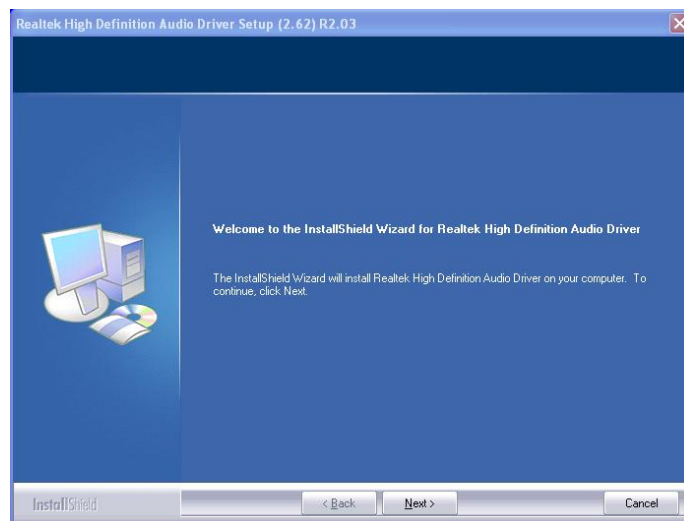 Realtek High Definition Audio Driver Setup (2.62) R2.03
Welcome to the InstallShield Wizard for Realtek High Definition Audio Driver
The InstallShield Wizard will install Realtek High Definition Audio Driver on your computer. To
continue, click Next.
InstallShield
< Back
Next >
Cancel